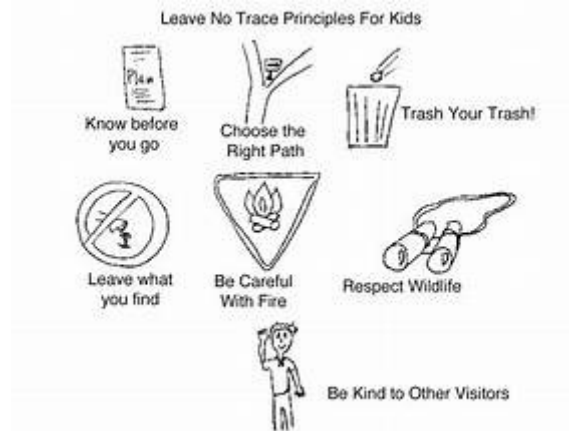 Leave No Trace Principles For Kids
Plan
Know before
you go
Choose the
Right Path
Trash Your Trash!
Leave what
you find
Be Careful
With Fire
Respect Wildlife
Be Kind to Other Visitors